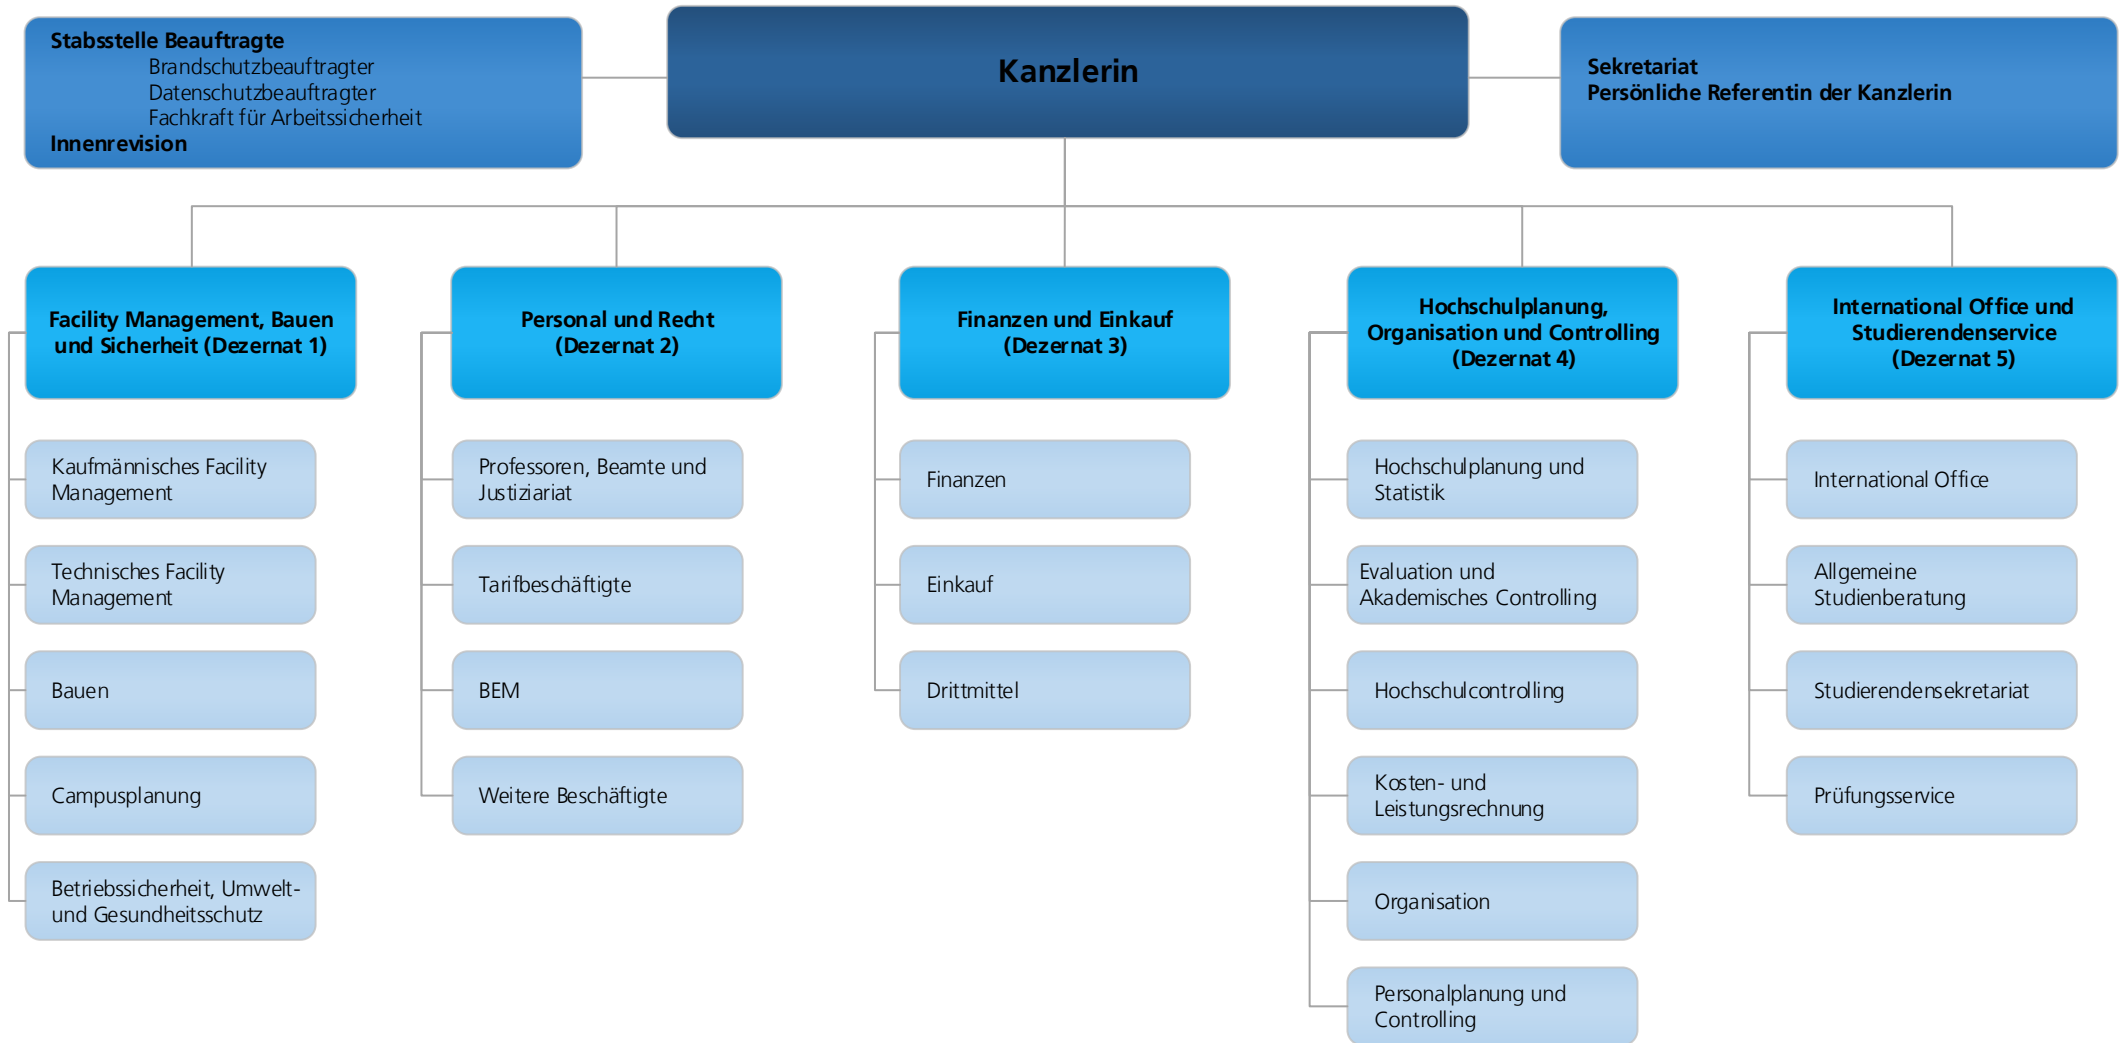 Stabsstelle Beauftragte
Brandschutzbeauftragter
Datenschutzbeauftragter
Fachkraft für Arbeitssicherheit
Innenrevision
Kanzlerin
Sekretariat
Persönliche Referentin der Kanzlerin
Facility Management, Bauen
und Sicherheit (Dezernat 1)
Kaufmännisches Facility
Management
Technisches Facility
Management
Bauen
Campusplanung
Betriebssicherheit, Umwelt-
und Gesundheitsschutz
Personal und Recht
(Dezernat 2)
Professoren, Beamte und
Justiziariat
Tarifbeschäftigte
BEM
Weitere Beschäftigte
Finanzen und Einkauf
(Dezernat 3)
Finanzen
Einkauf
Drittmittel
Hochschulplanung,
Organisation und Controlling
(Dezernat 4)
Hochschulplanung und
Statistik
Evaluation und
Akademisches Controlling
Hochschulcontrolling
Kosten- und
Leistungsrechnung
Organisation
Personalplanung und
Controlling
International Office und
Studierendenservice
(Dezernat 5)
International Office
Allgemeine
Studienberatung
Studierendensekretariat
Prüfungsservice